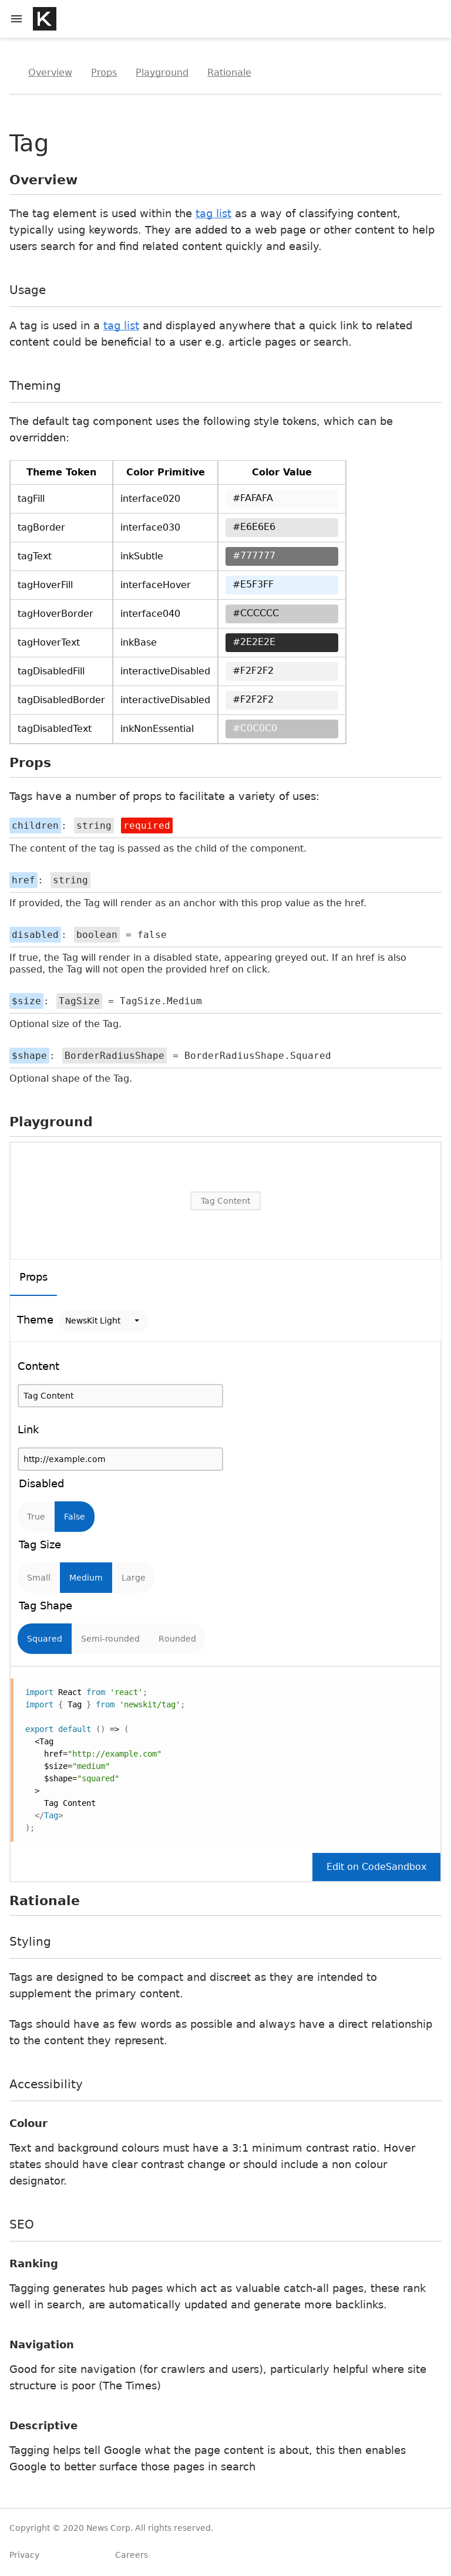 K
Overview Props Playground Rationale
Tag
Overview
The tag element is used within the tag list as a way of classifying content,
typically using keywords. They are added to a web page or other content to help
users search for and find related content quickly and easily.
Usage
A tag is used in a tag list and displayed anywhere that a quick link to related
content could be beneficial to a user e.g. article pages or search.
Theming
The default tag component uses the following style tokens, which can be
overridden:
Theme Token Color Primitive Color Value
tagFill interface020 #FAFAFA
tagBorder interface030 #E6E6E6
tagText inkSubtle #777777
tagHoverFill interfaceHover #E5F3FF
tagHoverBorder interface040 #CCCCCC
tagHoverText inkBase #2E2E2E
tagDisabledFill interactiveDisabled #F2F2F2
tagDisabledBorder interactiveDisabled #F2F2F2
tagDisabledText inkNonEssential #C0C0C0
Props
Tags have a number of props to facilitate a variety of uses:
children: string required
The content of the tag is passed as the child of the component.
href: string
If provided, the Tag will render as an anchor with this prop value as the href.
disabled: boolean = false
If true, the Tag will render in a disabled state, appearing greyed out. If an href is also
passed, the Tag will not open the provided href on click.
$size: TagSize = TagSize.Medium
Optional size of the Tag.
$shape: BorderRadiusShape = BorderRadiusShape.Squared
Optional shape of the Tag.
Playground
Tag Content
Props
Theme NewsKit Light
Content
Tag Content
Link
http://example.com
Disabled
True False
Tag Size
Small Medium Large
Tag Shape
Squared Semi-rounded Rounded
import React from 'react';
import { Tag } from 'newskit/tag';
export default () => (
<Tag
href="http://example.com"
$size="medium"
$shape="squared"
>
Tag Content
</Tag>
);
Edit on CodeSandbox
Rationale
Styling
Tags are designed to be compact and discreet as they are intended to
supplement the primary content.
Tags should have as few words as possible and always have a direct relationship
to the content they represent.
Accessibility
Colour
Text and background colours must have a 3:1 minimum contrast ratio. Hover
states should have clear contrast change or should include a non colour
designator.
SEO
Ranking
Tagging generates hub pages which act as valuable catch-all pages, these rank
well in search, are automatically updated and generate more backlinks.
Navigation
Good for site navigation (for crawlers and users), particularly helpful where site
structure is poor (The Times)
Descriptive
Tagging helps tell Google what the page content is about, this then enables
Google to better surface those pages in search
Copyright © 2020 News Corp. All rights reserved.
Privacy Careers